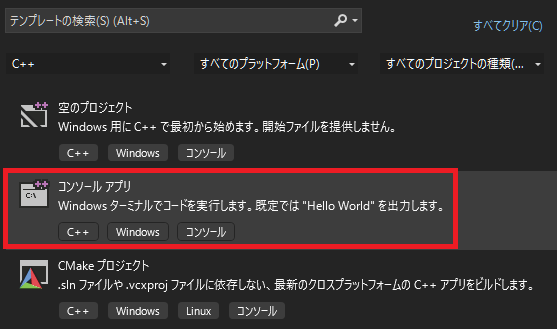 テンプレートの検索(S) (Alt+S)
すべてクリア(C)
C++
すべてのプラットフォーム(P)
すべてのプロジェクトの種類(...
空のプロジェクト
Windows 用に C++ で最初から始めます。開始ファイルを提供しません。
C++ Windows コンソール
コンソール アプリ
Windows ターミナルでコードを実行します。既定では "Hello World" を出力します。
C++ Windows コンソール
CMake プロジェクト
.sln ファイルや .vcxproj ファイルに依存しない、最新のクロスプラットフォームの C++ アプリをビルドします。
C++ Windows Linux コンソール